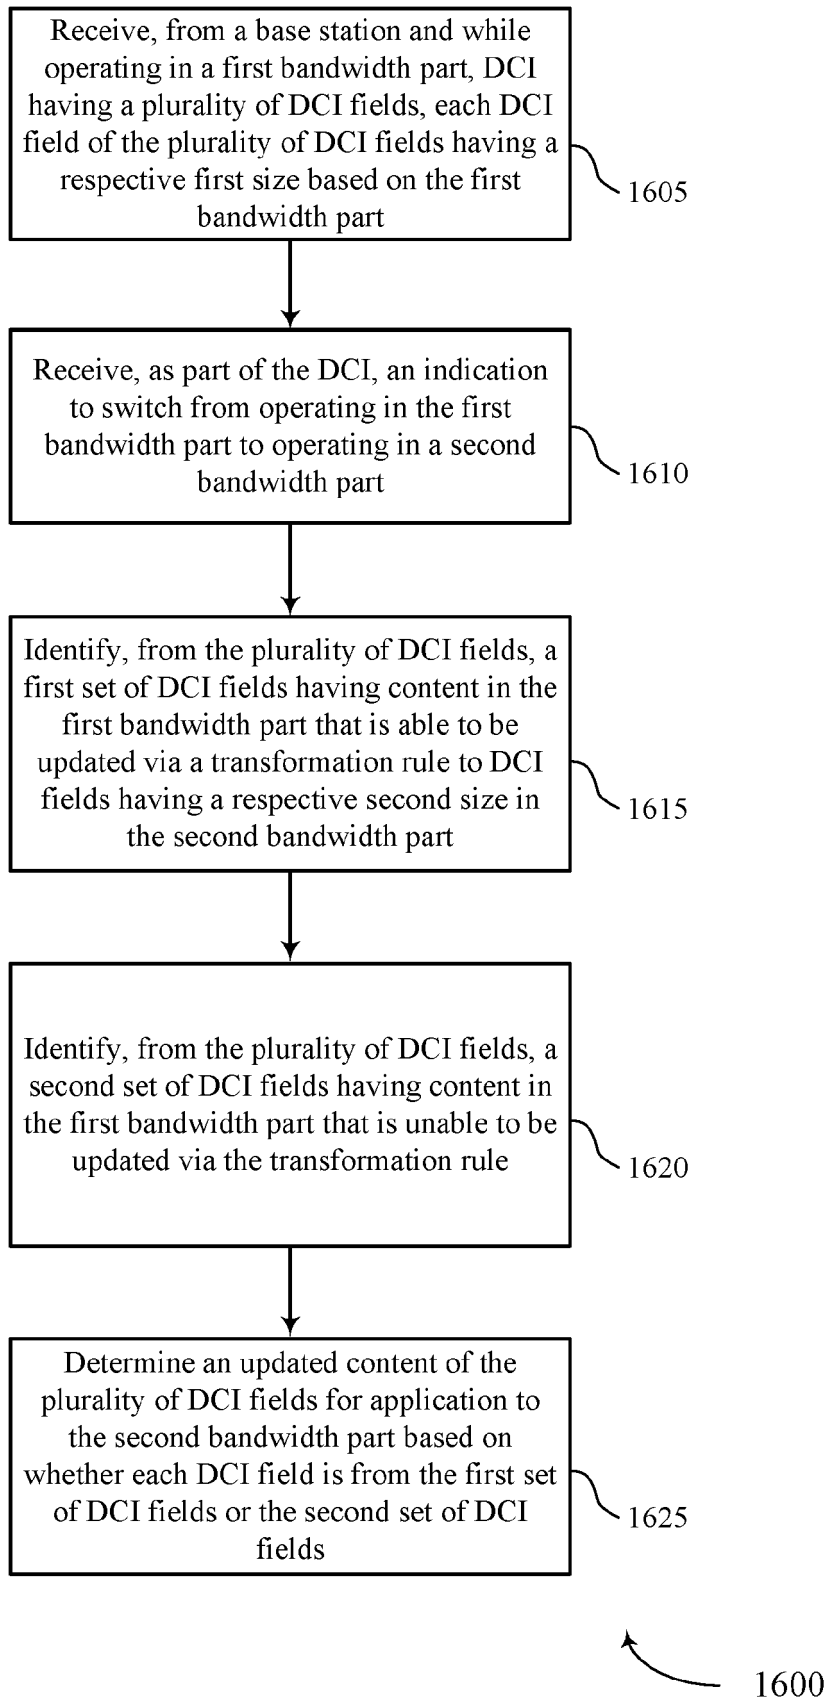 Receive, from a base station and while
operating in a first bandwidth part, DCI
having a plurality of DCI fields, each DCI
field of the plurality of DCI fields having a
respective first size based on the first
bandwidth part
1605
Receive, as part of the DCI, an indication
to switch from operating in the first
bandwidth part to operating in a second
bandwidth part
1610
Identify, from the plurality of DCI fields, a
first set of DCI fields having content in the
first bandwidth part that is able to be
updated via a transformation rule to DCI
fields having a respective second size in
the second bandwidth part
1615
Identify, from the plurality of DCI fields, a
second set of DCI fields having content in
the first bandwidth part that is unable to be
updated via the transformation rule
1620
Determine an updated content of the
plurality of DCI fields for application to
the second bandwidth part based on
whether each DCI field is from the first set
of DCI fields or the second set of DCI
fields
1625
1600